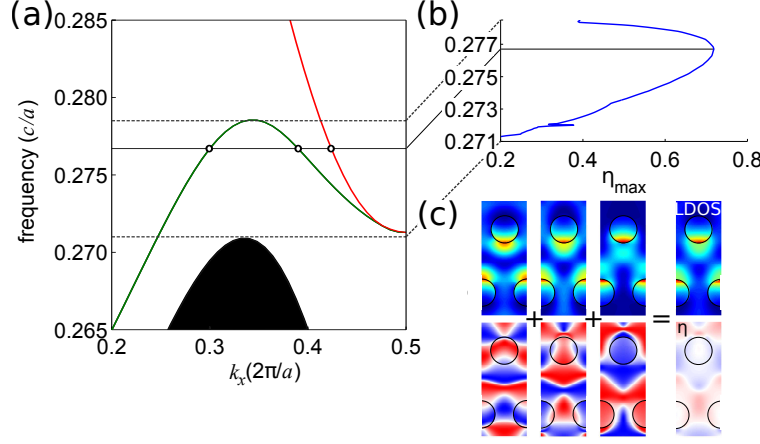 (a)
0.285
0.280
0.275
0.270
0.265
frequency (c/a)
0.2
0.3
0.4
0.5
kₓ(2π/a)
(b)
0.277
0.275
0.273
0.271
0.2
0.4
0.6
0.8
ηmax
(c)
LDOS
+
+
=
η